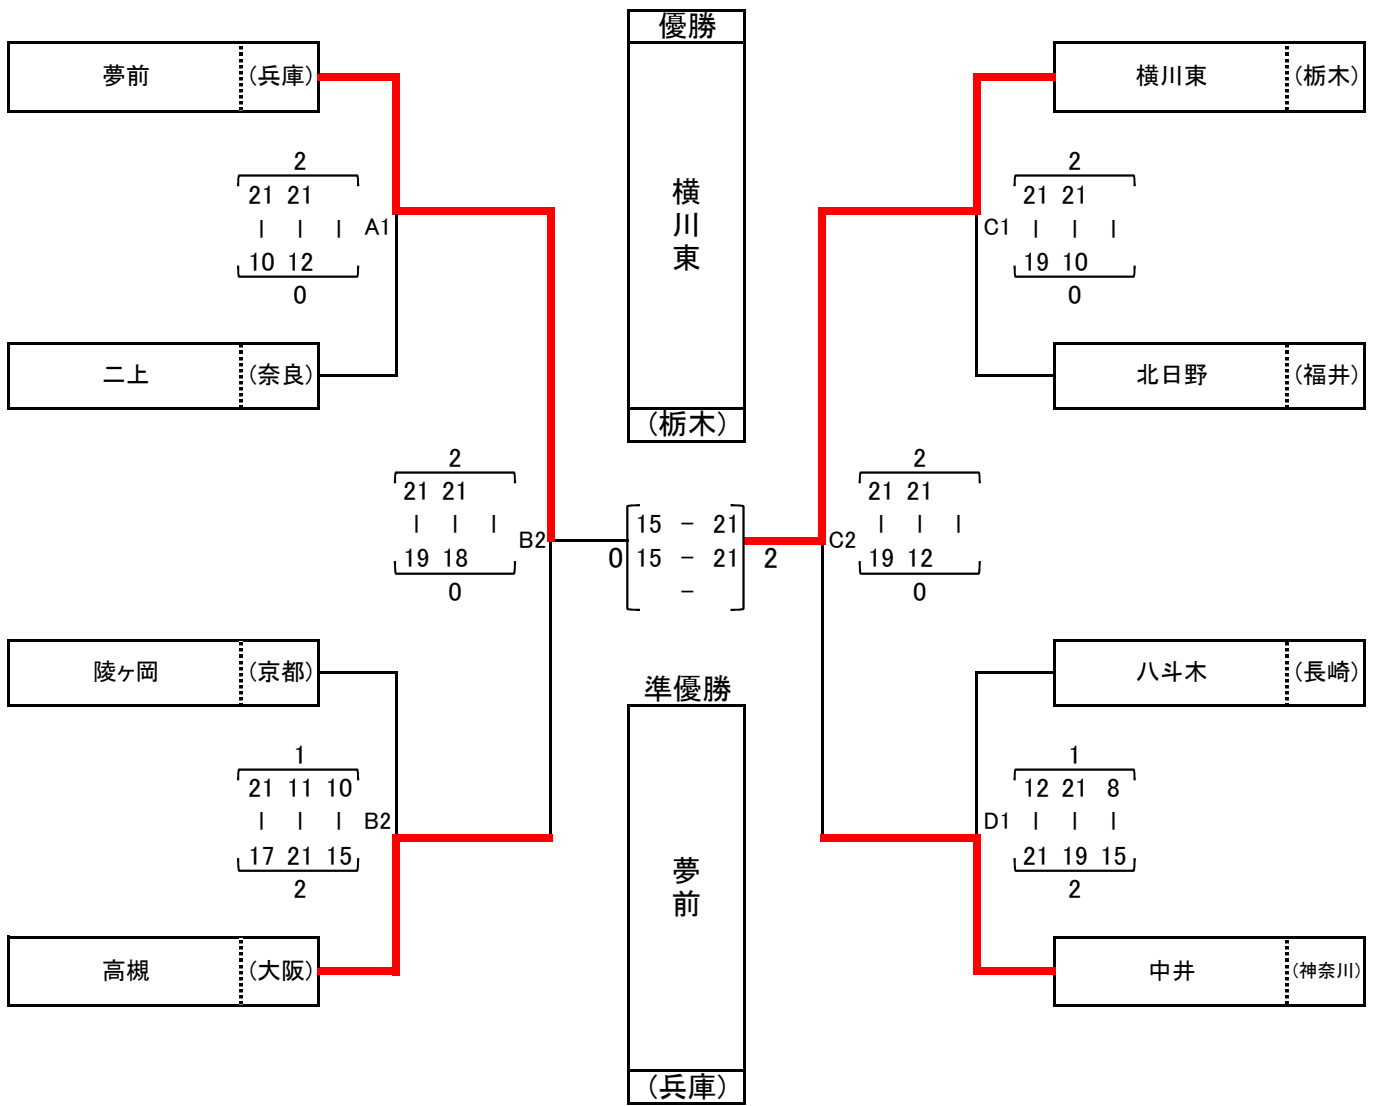 優勝
横川東
(栃木)
夢前 (兵庫)
2
21 21
| | |
10 12
0
A1
二上 (奈良)
2
21 21
| | |
19 18
0
B2
陵ヶ岡 (京都)
1
21 11 10
| | |
17 21 15
2
B2
高槻 (大阪)
0
15 - 21
15 - 21
-
2
横川東 (栃木)
C1
2
21 21
| | |
19 10
0
北日野 (福井)
C2
2
21 21
| | |
19 12
0
八斗木 (長崎)
D1
1
12 21 8
| | |
21 19 15
2
中井 (神奈川)
準優勝
夢前
(兵庫)